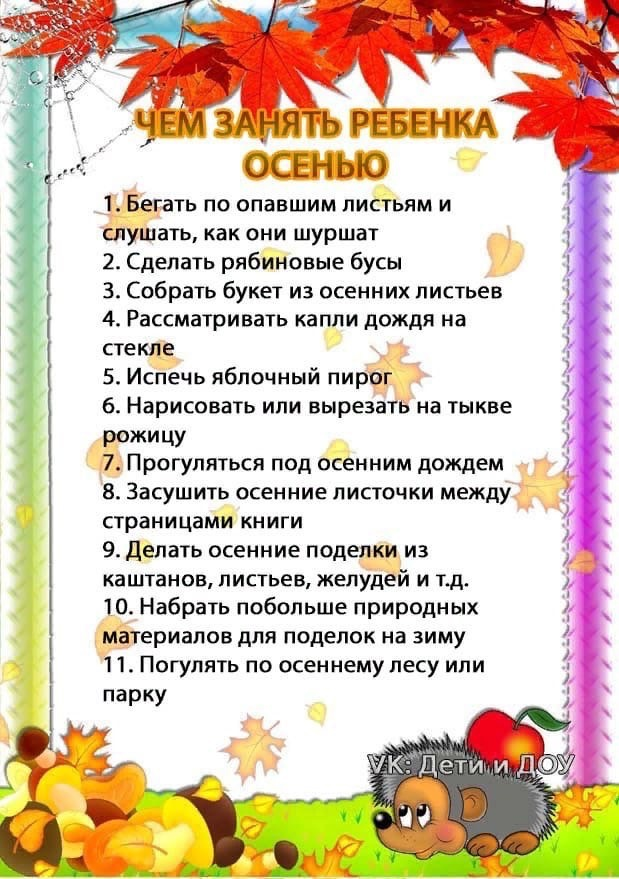 ЧЕМ ЗАНЯТЬ РЕБЕНКА
ОСЕНЬЮ
1. Бегать по опавшим листьям и
слушать, как они шуршат
2. Сделать рябиновые бусы
3. Собрать букет из осенних листьев
4. Рассматривать капли дождя на
стекле
5. Испечь яблочный пирог
6. Нарисовать или вырезать на тыкве
рожицу
7. Прогуляться под осенним дождем
8. Засушить осенние листочки между
страницами книги
9. Делать осенние поделки из
каштанов, листьев, желудей и т.д.
10. Набрать побольше природных
материалов для поделок на зиму
11. Погулять по осеннему лесу или
парку
VK: Дети и ДОУ